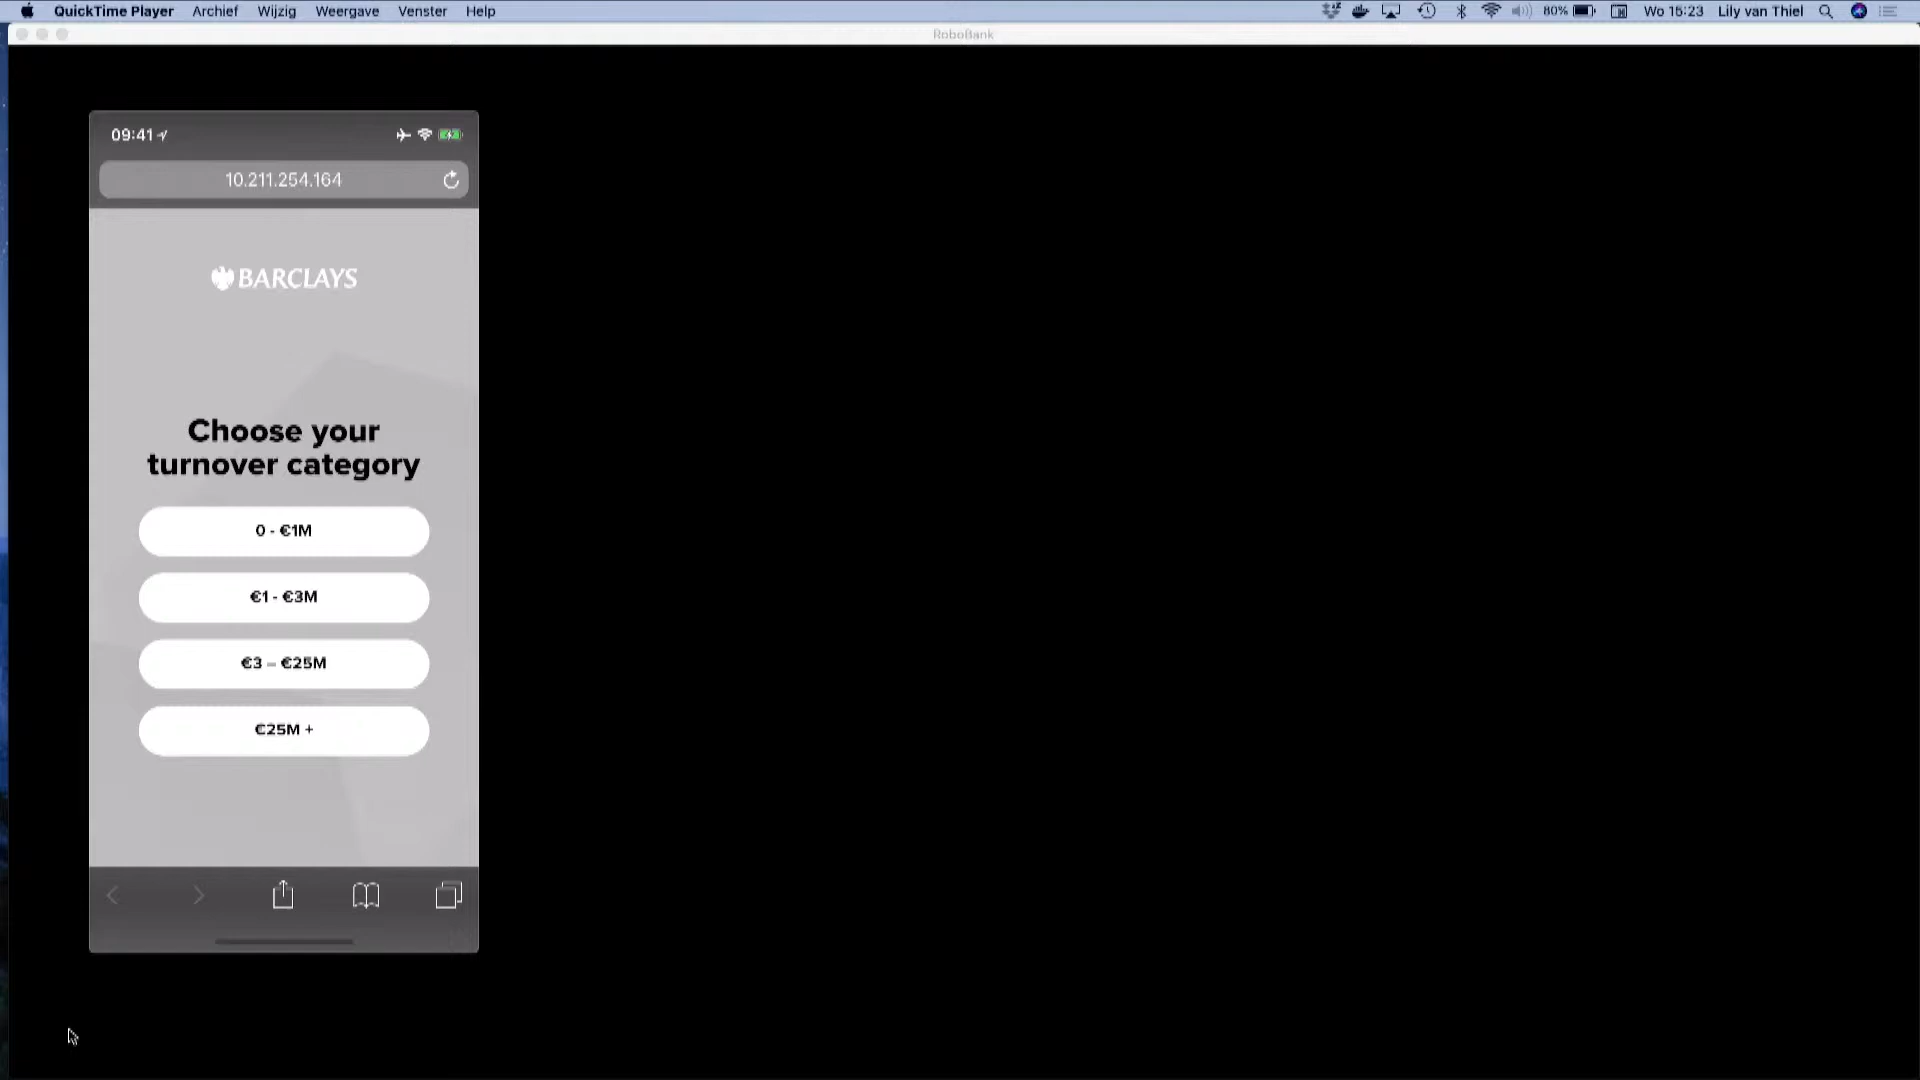 QuickTime Player Archief Wijzig Weergave Venster Help 80% Wo 15:23 Lily van Thiel
RoboBank
09:41
10.211.254.164
BARCLAYS
Choose your
turnover category
0 - €1M
€1 - €3M
€3 – €25M
€25M +